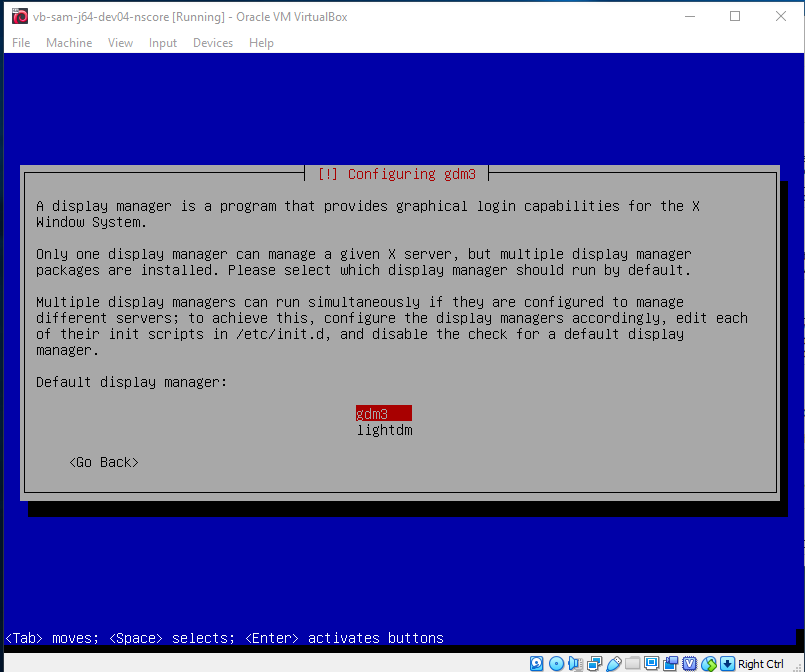 vb-sam-j64-dev04-nscore [Running] - Oracle VM VirtualBox
File Machine View Input Devices Help
[!] Configuring gdm3
A display manager is a program that provides graphical login capabilities for the X
Window System.
Only one display manager can manage a given X server, but multiple display manager
packages are installed. Please select which display manager should run by default.
Multiple display managers can run simultaneously if they are configured to manage
different servers; to achieve this, configure the display managers accordingly, edit each
of their init scripts in /etc/init.d, and disable the check for a default display
manager.
Default display manager:
gdm3
lightdm
<Go Back>
<Tab> moves; <Space> selects; <Enter> activates buttons
Right Ctrl